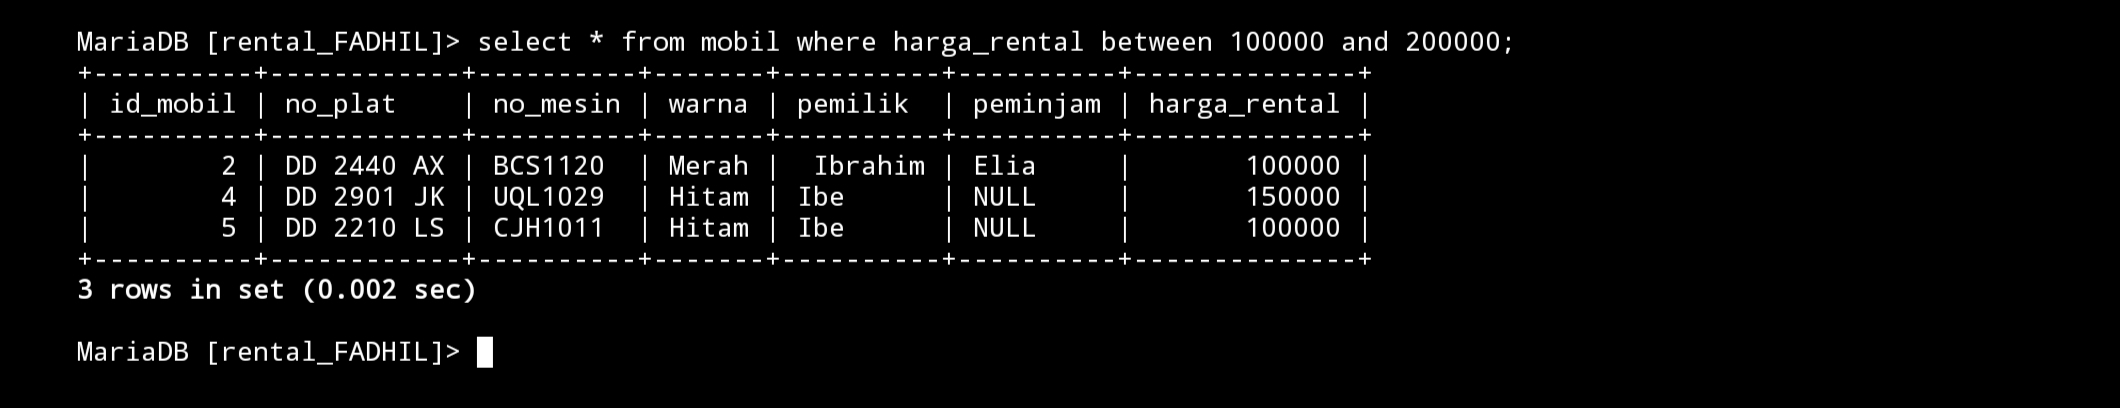 MariaDB [rental_FADHIL]> select * from mobil where harga_rental between 100000 and 200000;
+----------+------------+----------+-------+----------+----------+--------------+
| id_mobil | no_plat    | no_mesin | warna | pemilik  | peminjam | harga_rental |
+----------+------------+----------+-------+----------+----------+--------------+
|        2 | DD 2440 AX | BCS1120  | Merah |  Ibrahim | Elia     |       100000 |
|        4 | DD 2901 JK | UQL1029  | Hitam | Ibe      | NULL     |       150000 |
|        5 | DD 2210 LS | CJH1011  | Hitam | Ibe      | NULL     |       100000 |
+----------+------------+----------+-------+----------+----------+--------------+
3 rows in set (0.002 sec)
MariaDB [rental_FADHIL]>